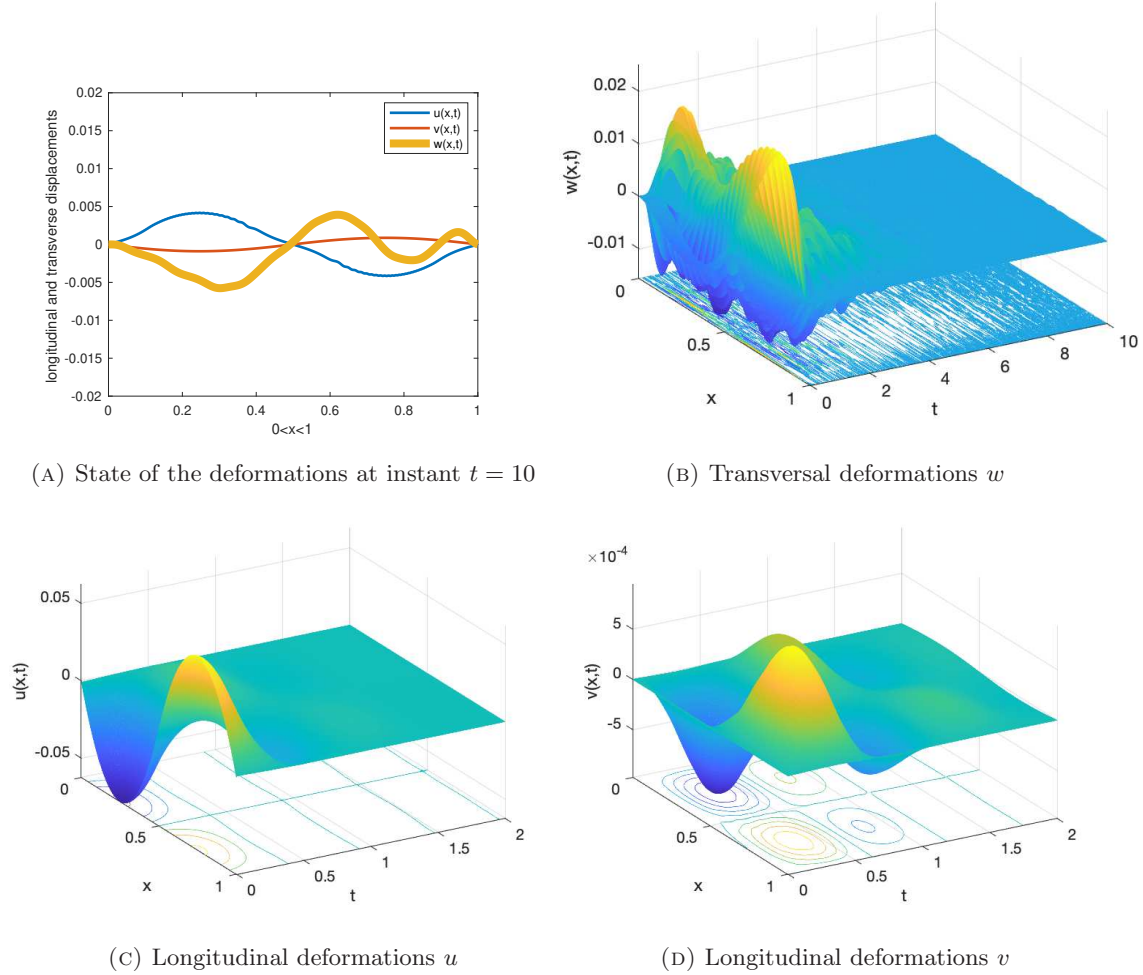 0.02
0.015
0.01
0.005
0
-0.005
-0.01
-0.015
-0.02
longitudinal and transverse displacements
u(x,t)
v(x,t)
w(x,t)
0 0.2 0.4 0.6 0.8 1
0<x<1
(A) State of the deformations at instant t = 10
0.02
0.01
0
-0.01
w(x,t)
0
0.5
1
x
0 2 4 6 8 10
t
(B) Transversal deformations w
0.05
0
-0.05
u(x,t)
0
0.5
1
x
0 0.5 1 1.5 2
t
(C) Longitudinal deformations u
×10-4
5
0
-5
v(x,t)
0
0.5
1
x
0 0.5 1 1.5 2
t
(D) Longitudinal deformations v